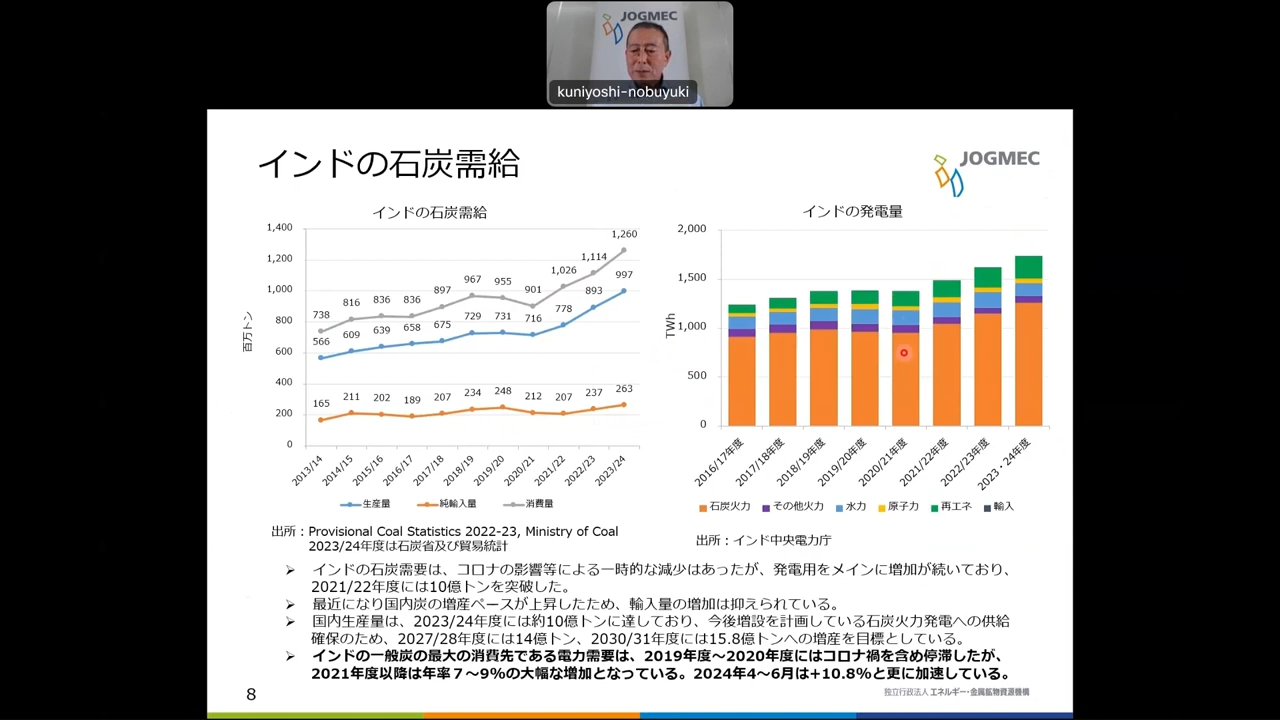 JOGMEC
kuniyoshi-nobuyuki
インドの石炭需給
JOGMEC
インドの石炭需給
百万トン
1,400
1,200
1,000
800
600
400
200
0
738 816 836 836 897 967 955 901 1,026 1,114 1,260
566 609 639 658 675 729 731 716 778 893 997
165 211 202 189 207 234 248 212 207 237 263
2013/14 2014/15 2015/16 2016/17 2017/18 2018/19 2019/20 2020/21 2021/22 2022/23 2023/24
生産量 純輸入量 消費量
出所：Provisional Coal Statistics 2022-23, Ministry of Coal
2023/24年度は石炭省及び貿易統計
インドの発電量
TWh
2,000
1,500
1,000
500
0
2016/17年度 2017/18年度 2018/19年度 2019/20年度 2020/21年度 2021/22年度 2022/23年度 2023・24年度
石炭火力 その他火力 水力 原子力 再エネ 輸入
出所：インド中央電力庁
➢ インドの石炭需要は、コロナの影響等による一時的な減少はあったが、発電用をメインに増加が続いており、
2021/22年度には10億トンを突破した。
➢ 最近になり国内炭の増産ペースが上昇したため、輸入量の増加は抑えられている。
➢ 国内生産量は、2023/24年度には約10億トンに達しており、今後増設を計画している石炭火力発電への供給
確保のため、2027/28年度には14億トン、2030/31年度には15.8億トンへの増産を目標としている。
➢ インドの一般炭の最大の消費先である電力需要は、2019年度～2020年度にはコロナ禍を含め停滞したが、
2021年度以降は年率７～9%の大幅な増加となっている。2024年4～6月は+10.8%と更に加速している。
8
独立行政法人 エネルギー・金属鉱物資源機構